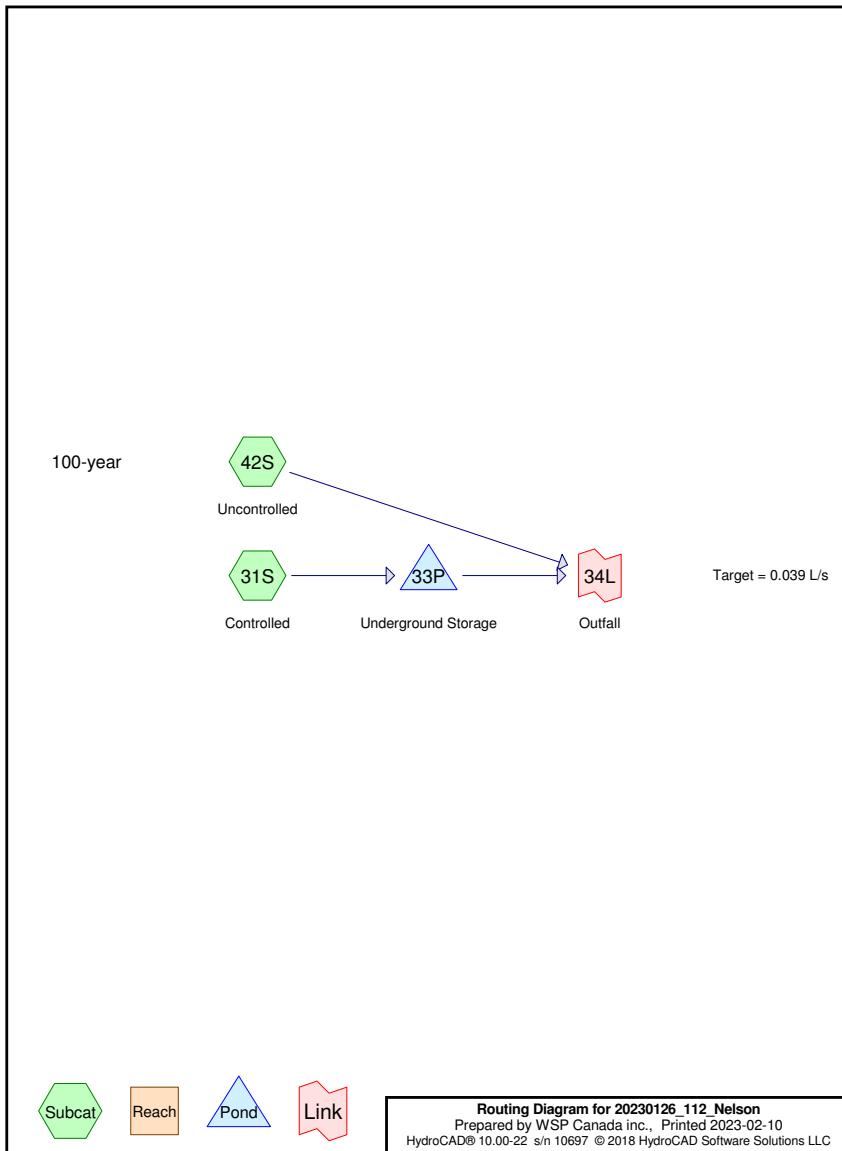 100-year
42S
Uncontrolled
31S
33P
34L
Target = 0.039 L/s
Controlled
Underground Storage
Outfall
Subcat
Reach
Pond
Link
Routing Diagram for 20230126_112_Nelson
Prepared by WSP Canada inc., Printed 2023-02-10
HydroCAD® 10.00-22 s/n 10697 © 2018 HydroCAD Software Solutions LLC